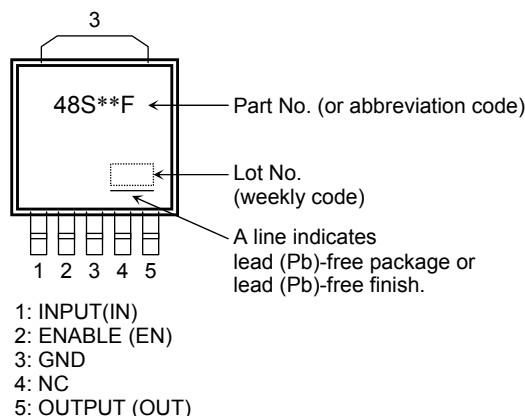 3
48S**F
Part No. (or abbreviation code)
Lot No.
(weekly code)
A line indicates
lead (Pb)-free package or
lead (Pb)-free finish.
1 2 3 4 5
1: INPUT(IN)
2: ENABLE (EN)
3: GND
4: NC
5: OUTPUT (OUT)